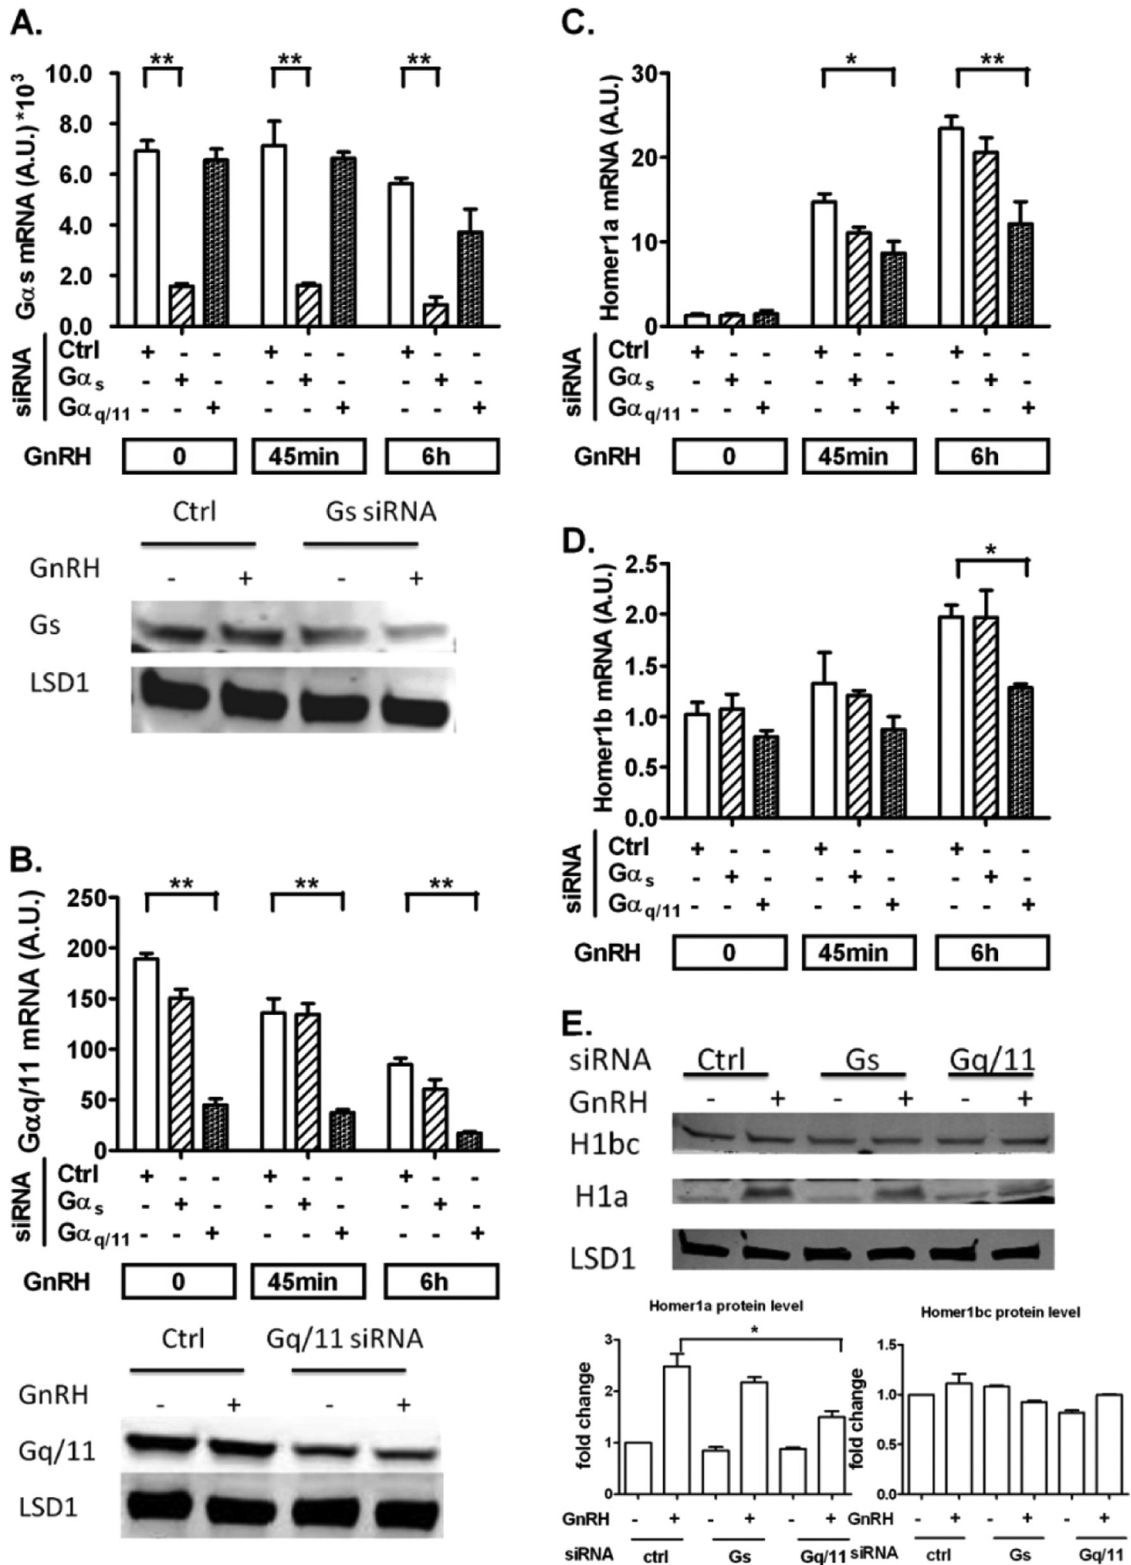 A.
** ** **
Gαs mRNA (A.U.) *10³
10.0
8.0
6.0
4.0
2.0
0.0
siRNA
Ctrl + - - + - - + - -
Gαs - + - - + - - + -
Gαq/11 - - + - - + - - +
GnRH 0 45min 6h
Ctrl Gs siRNA
GnRH - + - +
Gs
LSD1
B.
** ** **
Gαq/11 mRNA (A.U.)
250
200
150
100
50
0
siRNA
Ctrl + - - + - - + - -
Gαs - + - - + - - + -
Gαq/11 - - + - - + - - +
GnRH 0 45min 6h
Ctrl Gq/11 siRNA
GnRH - + - +
Gq/11
LSD1
C.
* **
Homer1a mRNA (A.U.)
30
20
10
0
siRNA
Ctrl + - - + - - + - -
Gαs - + - - + - - + -
Gαq/11 - - + - - + - - +
GnRH 0 45min 6h
D.
*
Homer1b mRNA (A.U.)
2.5
2.0
1.5
1.0
0.5
0.0
siRNA
Ctrl + - - + - - + - -
Gαs - + - - + - - + -
Gαq/11 - - + - - + - - +
GnRH 0 45min 6h
E.
siRNA Ctrl Gs Gq/11
GnRH - + - + - +
H1bc
H1a
LSD1
Homer1a protein level
*
fold change
3
2
1
0
GnRH - + - + - +
siRNA ctrl Gs Gq/11
Homer1bc protein level
fold change
1.5
1.0
0.5
0.0
GnRH - + - + - +
siRNA ctrl Gs Gq/11